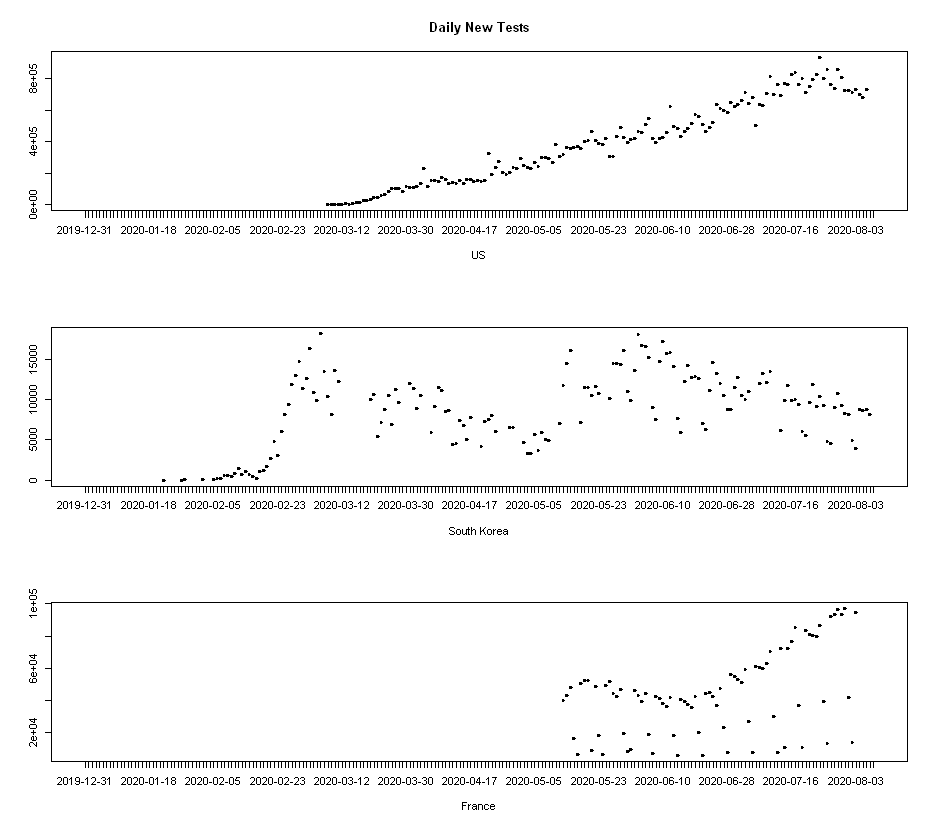 Daily New Tests
8e+05
4e+05
0e+00
2019-12-31 2020-01-18 2020-02-05 2020-02-23 2020-03-12 2020-03-30 2020-04-17 2020-05-05 2020-05-23 2020-06-10 2020-06-28 2020-07-16 2020-08-03
US
15000
10000
5000
0
2019-12-31 2020-01-18 2020-02-05 2020-02-23 2020-03-12 2020-03-30 2020-04-17 2020-05-05 2020-05-23 2020-06-10 2020-06-28 2020-07-16 2020-08-03
South Korea
1e+05
6e+04
2e+04
2019-12-31 2020-01-18 2020-02-05 2020-02-23 2020-03-12 2020-03-30 2020-04-17 2020-05-05 2020-05-23 2020-06-10 2020-06-28 2020-07-16 2020-08-03
France